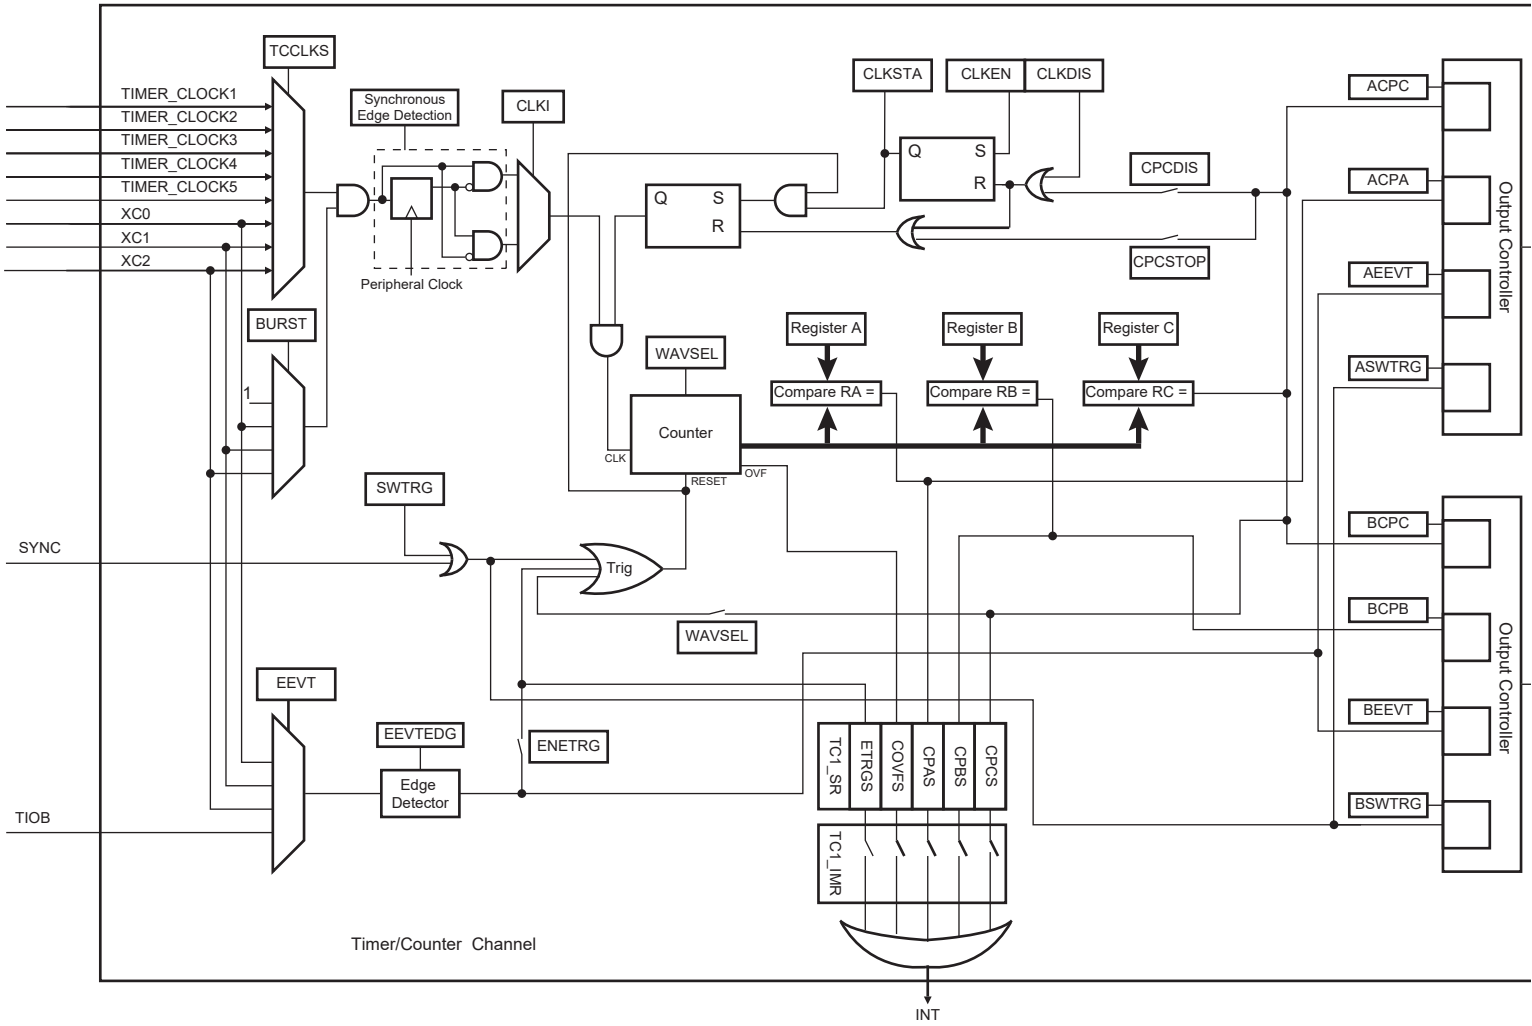 TCCLKS
TIMER_CLOCK1
TIMER_CLOCK2
TIMER_CLOCK3
TIMER_CLOCK4
TIMER_CLOCK5
XC0
XC1
XC2
Synchronous
Edge Detection
CLKI
Peripheral Clock
BURST
1
CLKSTA
CLKEN
CLKDIS
Q
S
R
Q
S
R
CPCDIS
CPCSTOP
ACPC
ACPA
AEEVT
ASWTRG
Output Controller
Register A
Register B
Register C
Compare RA =
Compare RB =
Compare RC =
WAVSEL
Counter
CLK
RESET
OVF
SWTRG
SYNC
Trig
WAVSEL
BCPC
BCPB
BEEVT
BSWTRG
Output Controller
EEVT
EEVTEDG
Edge
Detector
ENETRG
TIOB
TC1_SR
ETRGS
COVFS
CPAS
CPBS
CPCS
TC1_IMR
Timer/Counter Channel
INT